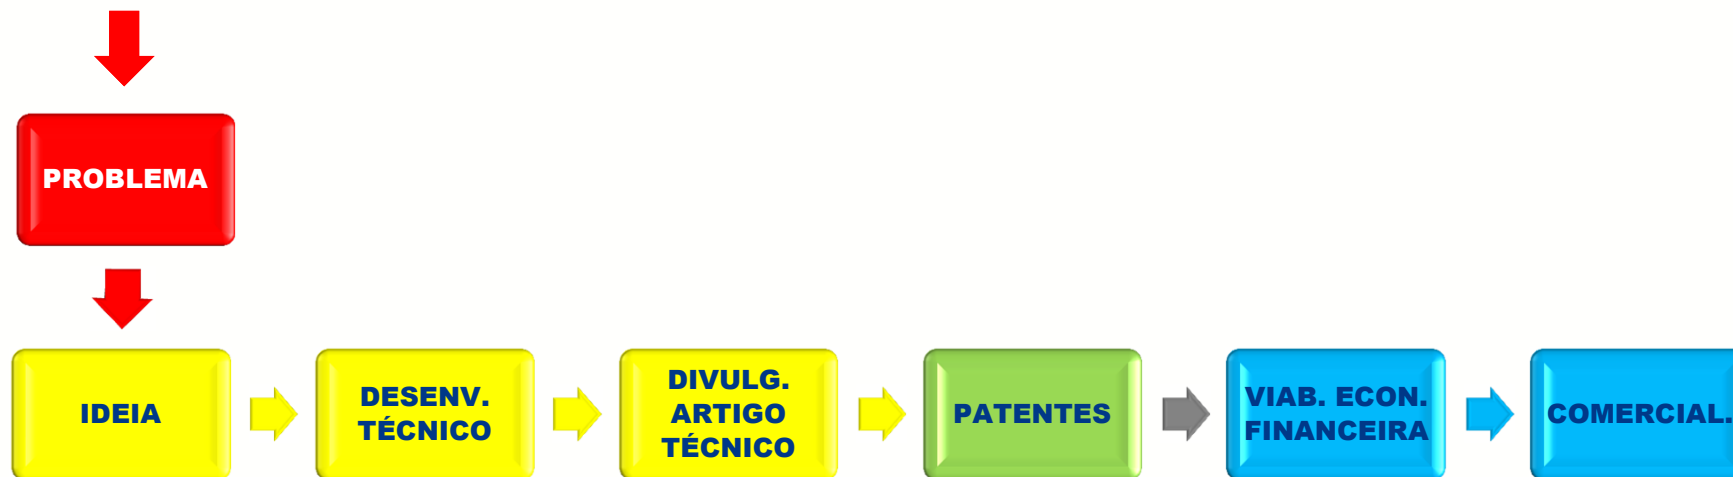 PROBLEMA
IDEIA
DESENV.
TÉCNICO
DIVULG.
ARTIGO
TÉCNICO
PATENTES
VIAB. ECON.
FINANCEIRA
COMERCIAL.